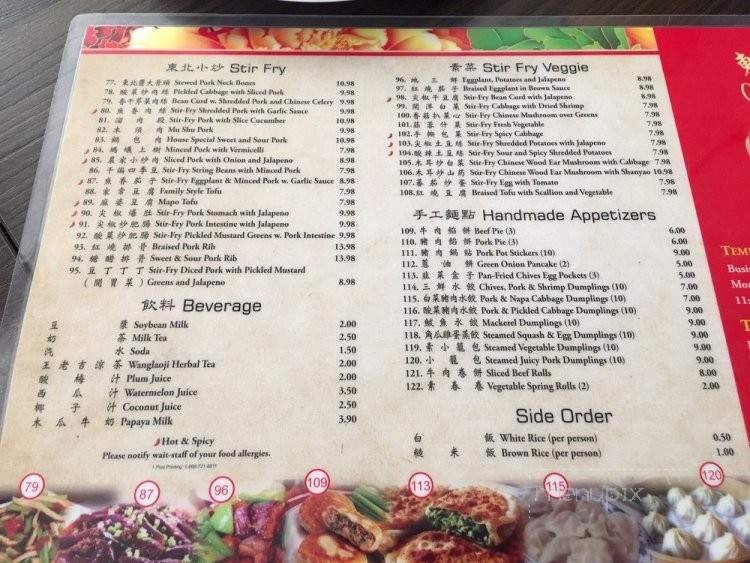 東北小炒 Stir Fry
77. 東北醬大骨頭 Stewed Pork Neck Bones 10.98
78. 酸菜炒肉絲 Pickled Cabbage with Sliced Pork 9.98
79. 香干芹菜肉絲 Bean Curd w. Shredded Pork and Chinese Celery 9.98
80. 魚香肉絲 Stir-Fry Shredded Pork with Garlic Sauce 9.98
81. 溜肉段 Stir-Fry Pork with Slice Cucumber 10.98
82. 木須肉 Mu Shu Pork 9.98
83. 鍋包肉 House Special Sweet and Sour Pork 10.98
84. 螞蟻上樹 Minced Pork with Vermicelli 7.98
85. 農家小炒肉 Sliced Pork with Onion and Jalapeno 8.98
86. 干煸四季豆 Stir-Fry String Beans with Minced Pork 7.98
87. 魚香茄子 Stir-Fry Eggplant & Minced Pork w. Garlic Sauce 8.98
88. 家常豆腐 Family Style Tofu 7.98
89. 麻婆豆腐 Mapo Tofu 7.98
90. 尖椒爆肚 Stir-Fry Pork Stomach with Jalapeno 9.98
91. 尖椒炒肥腸 Stir-Fry Pork Intestine with Jalapeno 9.98
92. 酸菜炒肥腸 Stir-Fry Pickled Mustard Greens w. Pork Intestine 9.98
93. 紅燒排骨 Braised Pork Rib 13.98
94. 糖醋排骨 Sweet & Sour Pork Rib 13.98
95. 豆丁丁丁 Stir-Fry Diced Pork with Pickled Mustard
(開胃菜) Greens and Jalapeno 8.98
飲料 Beverage
豆漿 Soybean Milk 2.00
奶茶 Milk Tea 2.50
汽水 Soda 1.50
王老吉涼茶 Wanglaoji Herbal Tea 2.00
酸梅汁 Plum Juice 2.00
西瓜汁 Watermelon Juice 3.50
椰子汁 Coconut Juice 2.50
木瓜牛奶 Papaya Milk 3.90
Hot & Spicy
Please notify wait-staff of your food allergies.
素菜 Stir Fry Veggie
96. 地三鮮 Eggplant, Potatoes and Jalapeno 8.98
97. 紅燒茄子 Braised Eggplant in Brown Sauce 8.98
98. 尖椒干豆腐 Stir-Fry Bean Curd with Jalapeno 8.98
99. 開洋白菜 Stir-Fry Cabbage with Dried Shrimp 7.98
100. 香菇扒菜心 Stir-Fry Chinese Mushroom over Greens 7.98
101. 蒜蓉什菜 Stir-Fry Fresh Vegetable 7.98
102. 手撕包菜 Stir-Fry Spicy Cabbage 7.98
103. 尖椒土豆絲 Stir-Fry Shredded Potatoes with Jalapeno 7.98
104. 酸辣土豆絲 Stir-Fry Sour and Spicy Shredded Potatoes 7.98
105. 木耳炒白菜 Stir-Fry Chinese Wood Ear Mushroom with Cabbage 7.98
106. 木耳炒山药 Stir-Fry Chinese Wood Ear Mushroom with Shanyao 10.98
107. 蕃茄炒蛋 Stir-Fry Egg with Tomato 7.98
108. 紅燒豆腐 Braised Tofu with Scallion and Vegetable 7.98
手工麵點 Handmade Appetizers
109. 牛肉餡餅 Beef Pie (3) 6.00
110. 豬肉餡餅 Pork Pie (3) 6.00
111. 豬肉鍋貼 Pork Pot Stickers (10) 9.00
112. 蔥油餅 Green Onion Pancake (2) 5.00
113. 韭菜盒子 Pan-Fried Chives Egg Pockets (3) 5.00
114. 三鮮水餃 Chives, Pork & Shrimp Dumplings (10) 7.00
115. 白菜豬肉水餃 Pork & Napa Cabbage Dumplings (10) 7.00
116. 酸菜豬肉水餃 Pork & Pickled Cabbage Dumplings (10) 9.00
117. 鮁魚水餃 Mackerel Dumplings (10) 9.00
118. 角瓜雞蛋蒸餃 Steamed Squash & Egg Dumplings (10) 9.00
119. 素小籠包 Steamed Vegetable Dumplings (10) 9.00
120. 小籠包 Steamed Juicy Pork Dumplings (10) 9.00
121. 牛肉卷餅 Sliced Beef Rolls 8.00
122. 素春卷 Vegetable Spring Rolls (2) 2.00
Side Order
白飯 White Rice (per person) 0.50
糙米飯 Brown Rice (per person) 1.00
79
87
96
109
113
115
120
menupix